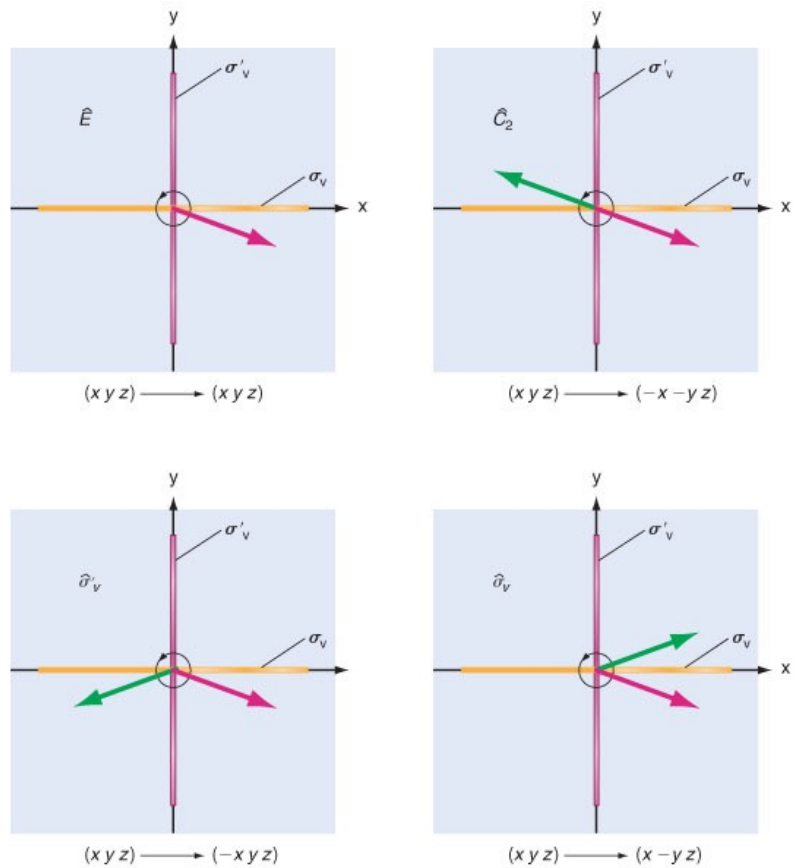 y
σ'ᵥ
Ê
σᵥ
x
(x y z) ⟶ (x y z)
y
σ'ᵥ
Ĉ₂
σᵥ
x
(x y z) ⟶ (−x −y z)
y
σ'ᵥ
σ̂'ᵥ
σᵥ
(x y z) ⟶ (−x y z)
y
σ'ᵥ
σ̂ᵥ
σᵥ
x
(x y z) ⟶ (x −y z)